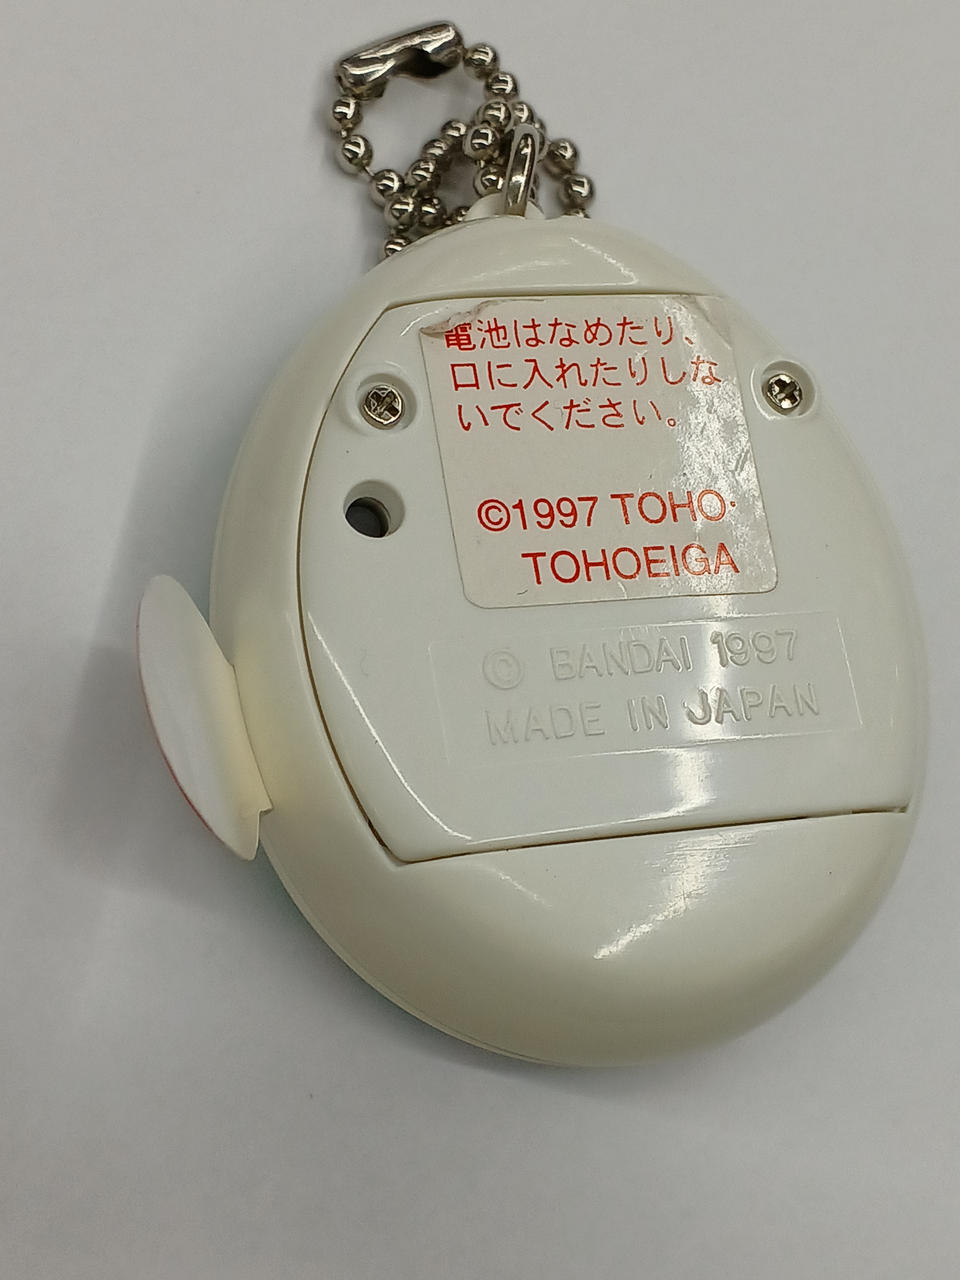 電池はなめたり、
口に入れたりしな
いでください。
©1997 TOHO·
TOHOEIGA
© BANDAI 1997
MADE IN JAPAN